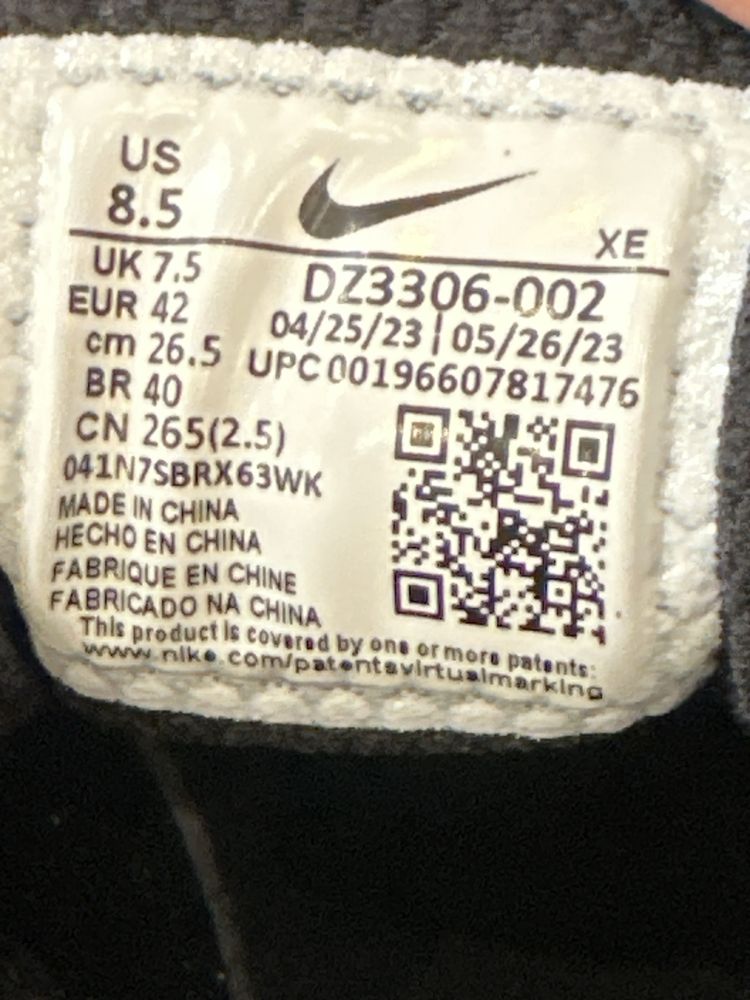 US
8.5
XE
UK 7.5
EUR 42
cm 26.5
BR 40
CN 265(2.5)
DZ3306-002
04/25/23 | 05/26/23
UPC 00196607817476
041N7SBRX63WK
MADE IN CHINA
HECHO EN CHINA
FABRIQUE EN CHINE
FABRICADO NA CHINA
This product is covered by one or more patents:
www.nike.com/patentsvirtualmarking